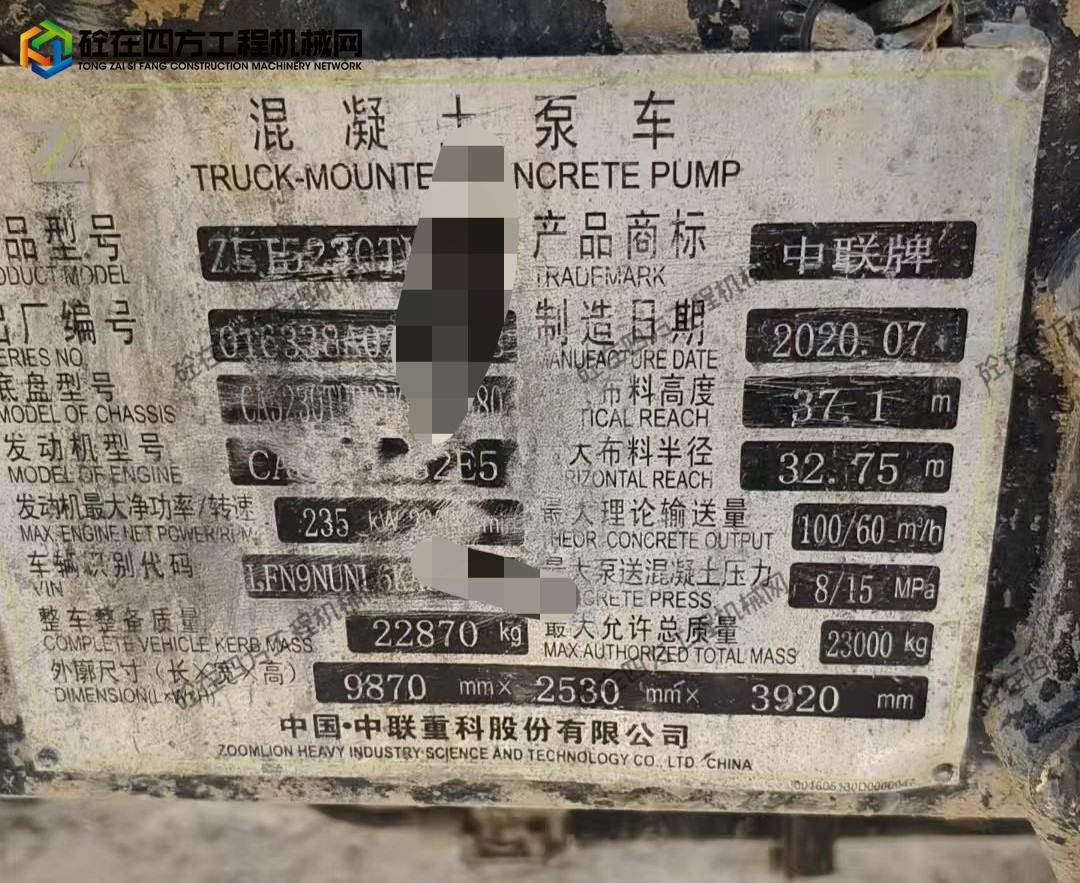 砼在四方工程机械网
TONG ZAI SI FANG CONSTRUCTION MACHINERY NETWORK
混凝土泵车
TRUCK-MOUNTE NCRETE PUMP
品型号 ZLJ5230T 产品商标 中联牌
ODUCT MODEL TRADEMARK
出厂编号 制造日期 2020.07
ERIES NO. MANUFACTURE DATE
底盘型号 80 布料高度 37.1 m
MODEL OF CHASSIS TICAL REACH
发动机型号 CA 32E5 大布料半径 32.75 m
MODEL OF ENGINE RIZONTAL REACH
发动机最大净功率/转速 235 kW 最大理论输送量 100/60 m³/h
MAX. ENGINE NET POWER/R.P.M. THEOR. CONCRETE OUTPUT
车辆识别代码 LFN9NUNL 最大泵送混凝土压力 8/15 MPa
VIN CRETE PRESS.
整车整备质量 22870 kg 最大允许总质量 23000 kg
COMPLETE VEHICLE KERB MASS MAX AUTHORIZED TOTAL MASS
外廓尺寸(长×宽×高) 9870 mm× 2530 mm× 3920 mm
DIMENSION(L×W×H)
中国·中联重科股份有限公司
ZOOMLION HEAVY INDUSTRY SCIENCE AND TECHNOLOGY CO., LTD. CHINA